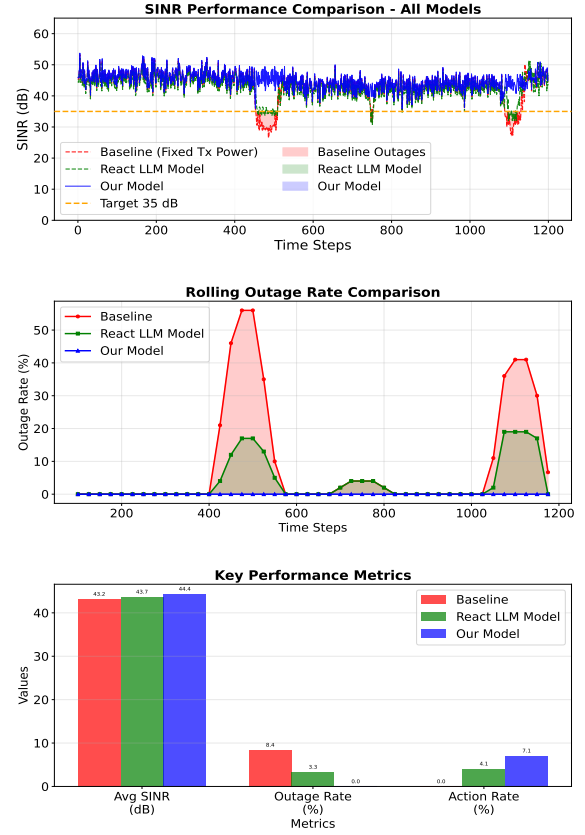 SINR Performance Comparison - All Models
SINR (dB)
60
50
40
30
20
10
0
Baseline (Fixed Tx Power)
React LLM Model
Our Model
Target 35 dB
Baseline Outages
React LLM Model
Our Model
0 200 400 600 800 1000 1200
Time Steps
Rolling Outage Rate Comparison
Outage Rate (%)
50
40
30
20
10
0
Baseline
React LLM Model
Our Model
200 400 600 800 1000 1200
Time Steps
Key Performance Metrics
Values
40
30
20
10
0
Baseline
React LLM Model
Our Model
43.2 43.7 44.4
8.4 3.3 0.0
0.0 4.1 7.1
Avg SINR
(dB)
Outage Rate
(%)
Action Rate
(%)
Metrics